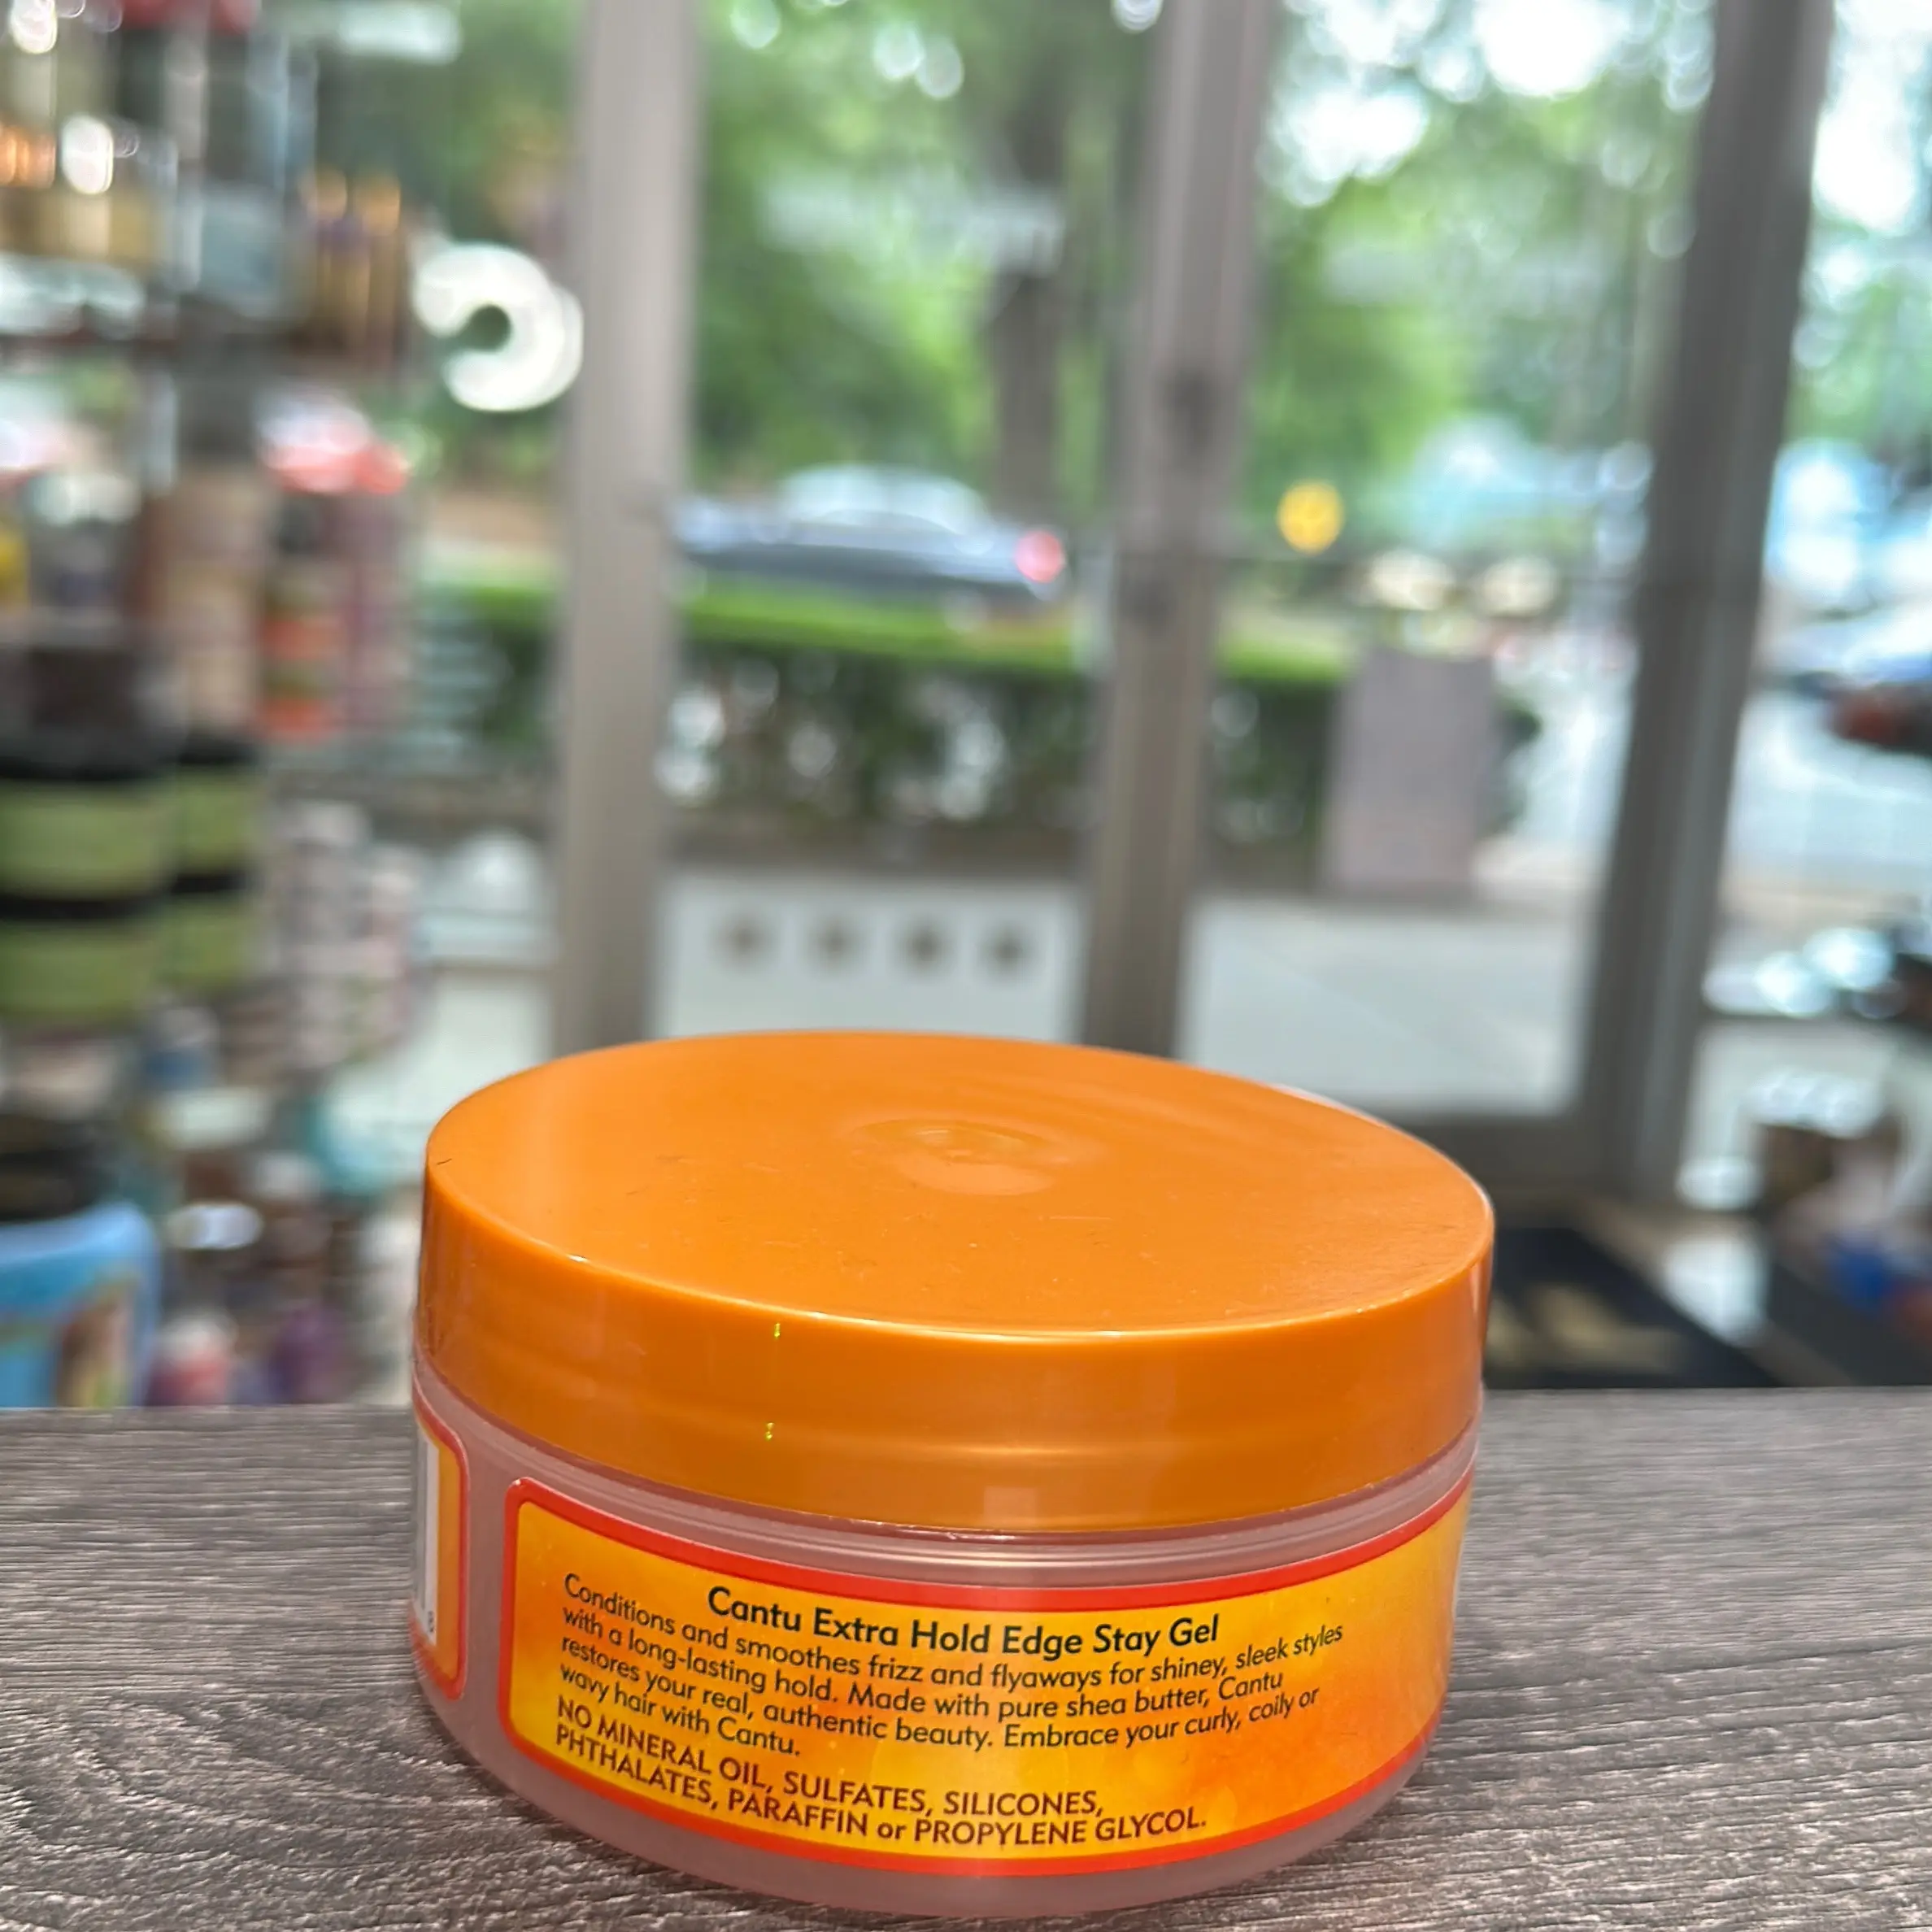 Cantu Extra Hold Edge Stay Gel
Conditions and smoothes frizz and flyaways for shiney, sleek styles
with a long-lasting hold. Made with pure shea butter, Cantu
restores your real, authentic beauty. Embrace your curly, coily or
wavy hair with Cantu.
NO MINERAL OIL, SULFATES, SILICONES,
PHTHALATES, PARAFFIN or PROPYLENE GLYCOL.
8